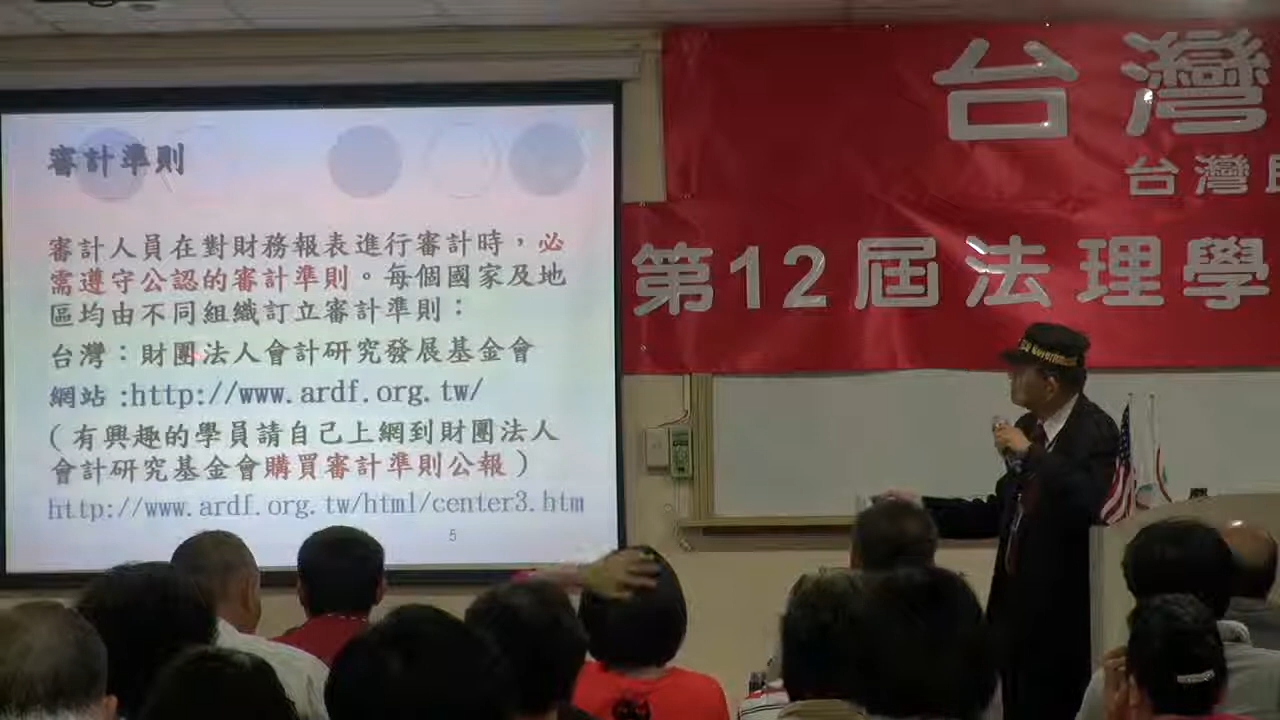 審計準則
審計人員在對財務報表進行審計時，必
需遵守公認的審計準則。每個國家及地
區均由不同組織訂立審計準則：
台灣：財團法人會計研究發展基金會
網站:http://www.ardf.org.tw/
(有興趣的學員請自己上網到財團法人
會計研究基金會購買審計準則公報)
http://www.ardf.org.tw/html/center3.htm
5
台灣
台灣
第12屆法理學